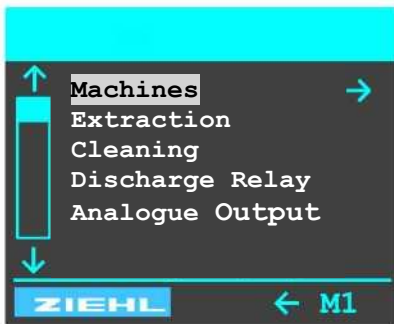 Machines →
Extraction
Cleaning
Discharge Relay
Analogue Output
ZIEHL ← M1